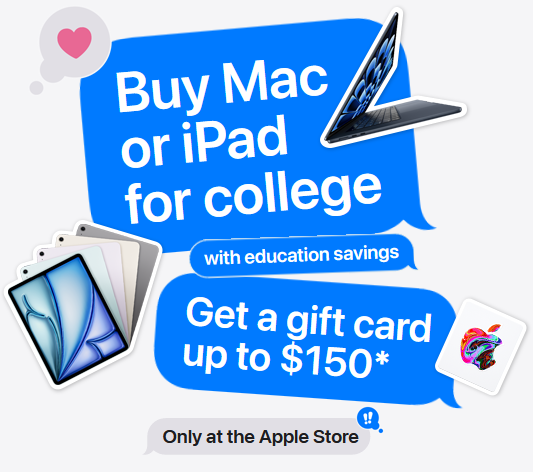 Buy Mac
or iPad
for college
with education savings
Get a gift card
up to $150*
!!
Only at the Apple Store